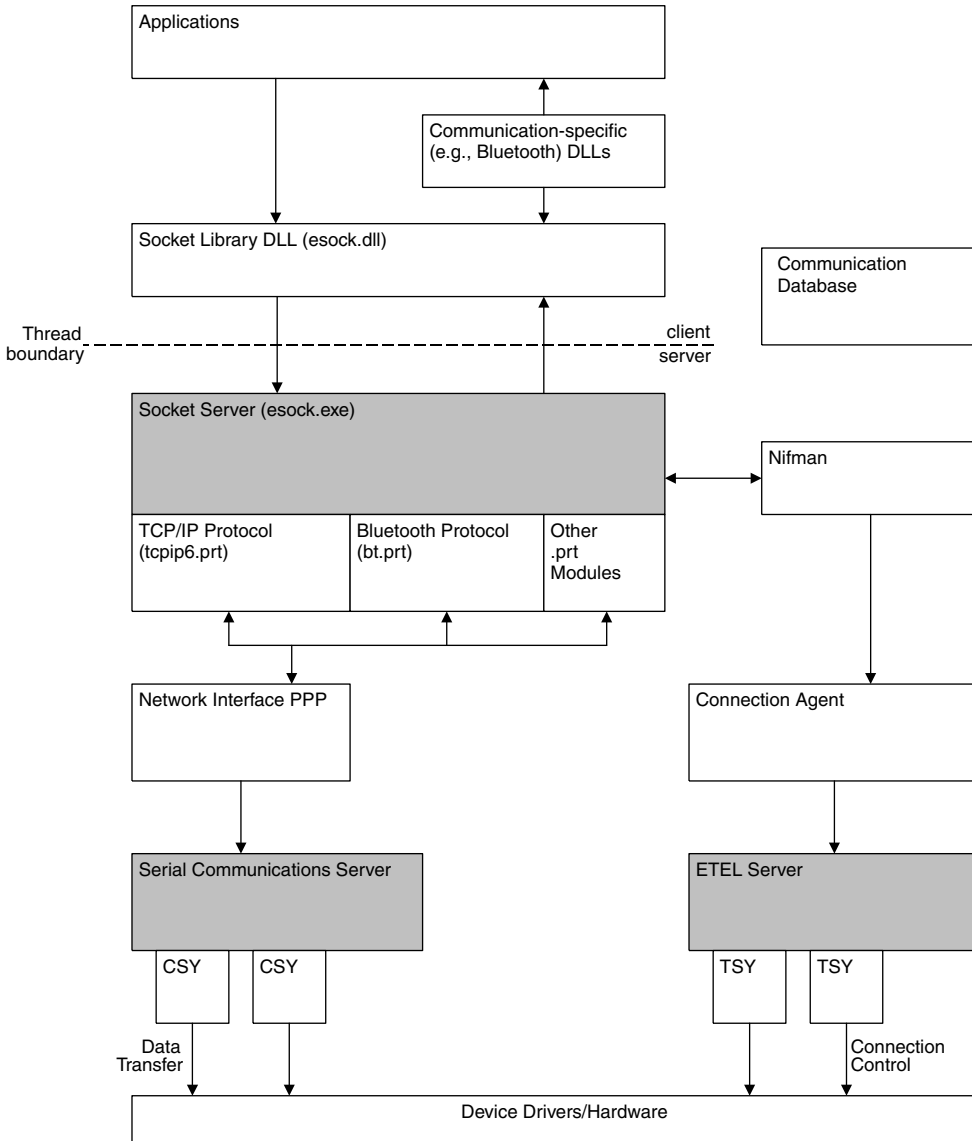 Applications
Communication-specific
(e.g., Bluetooth) DLLs
Socket Library DLL (esock.dll)
Communication
Database
Thread
boundary
client
server
Socket Server (esock.exe)
Nifman
TCP/IP Protocol
(tcpip6.prt)
Bluetooth Protocol
(bt.prt)
Other
.prt
Modules
Network Interface PPP
Connection Agent
Serial Communications Server
ETEL Server
CSY
CSY
TSY
TSY
Data
Transfer
Connection
Control
Device Drivers/Hardware